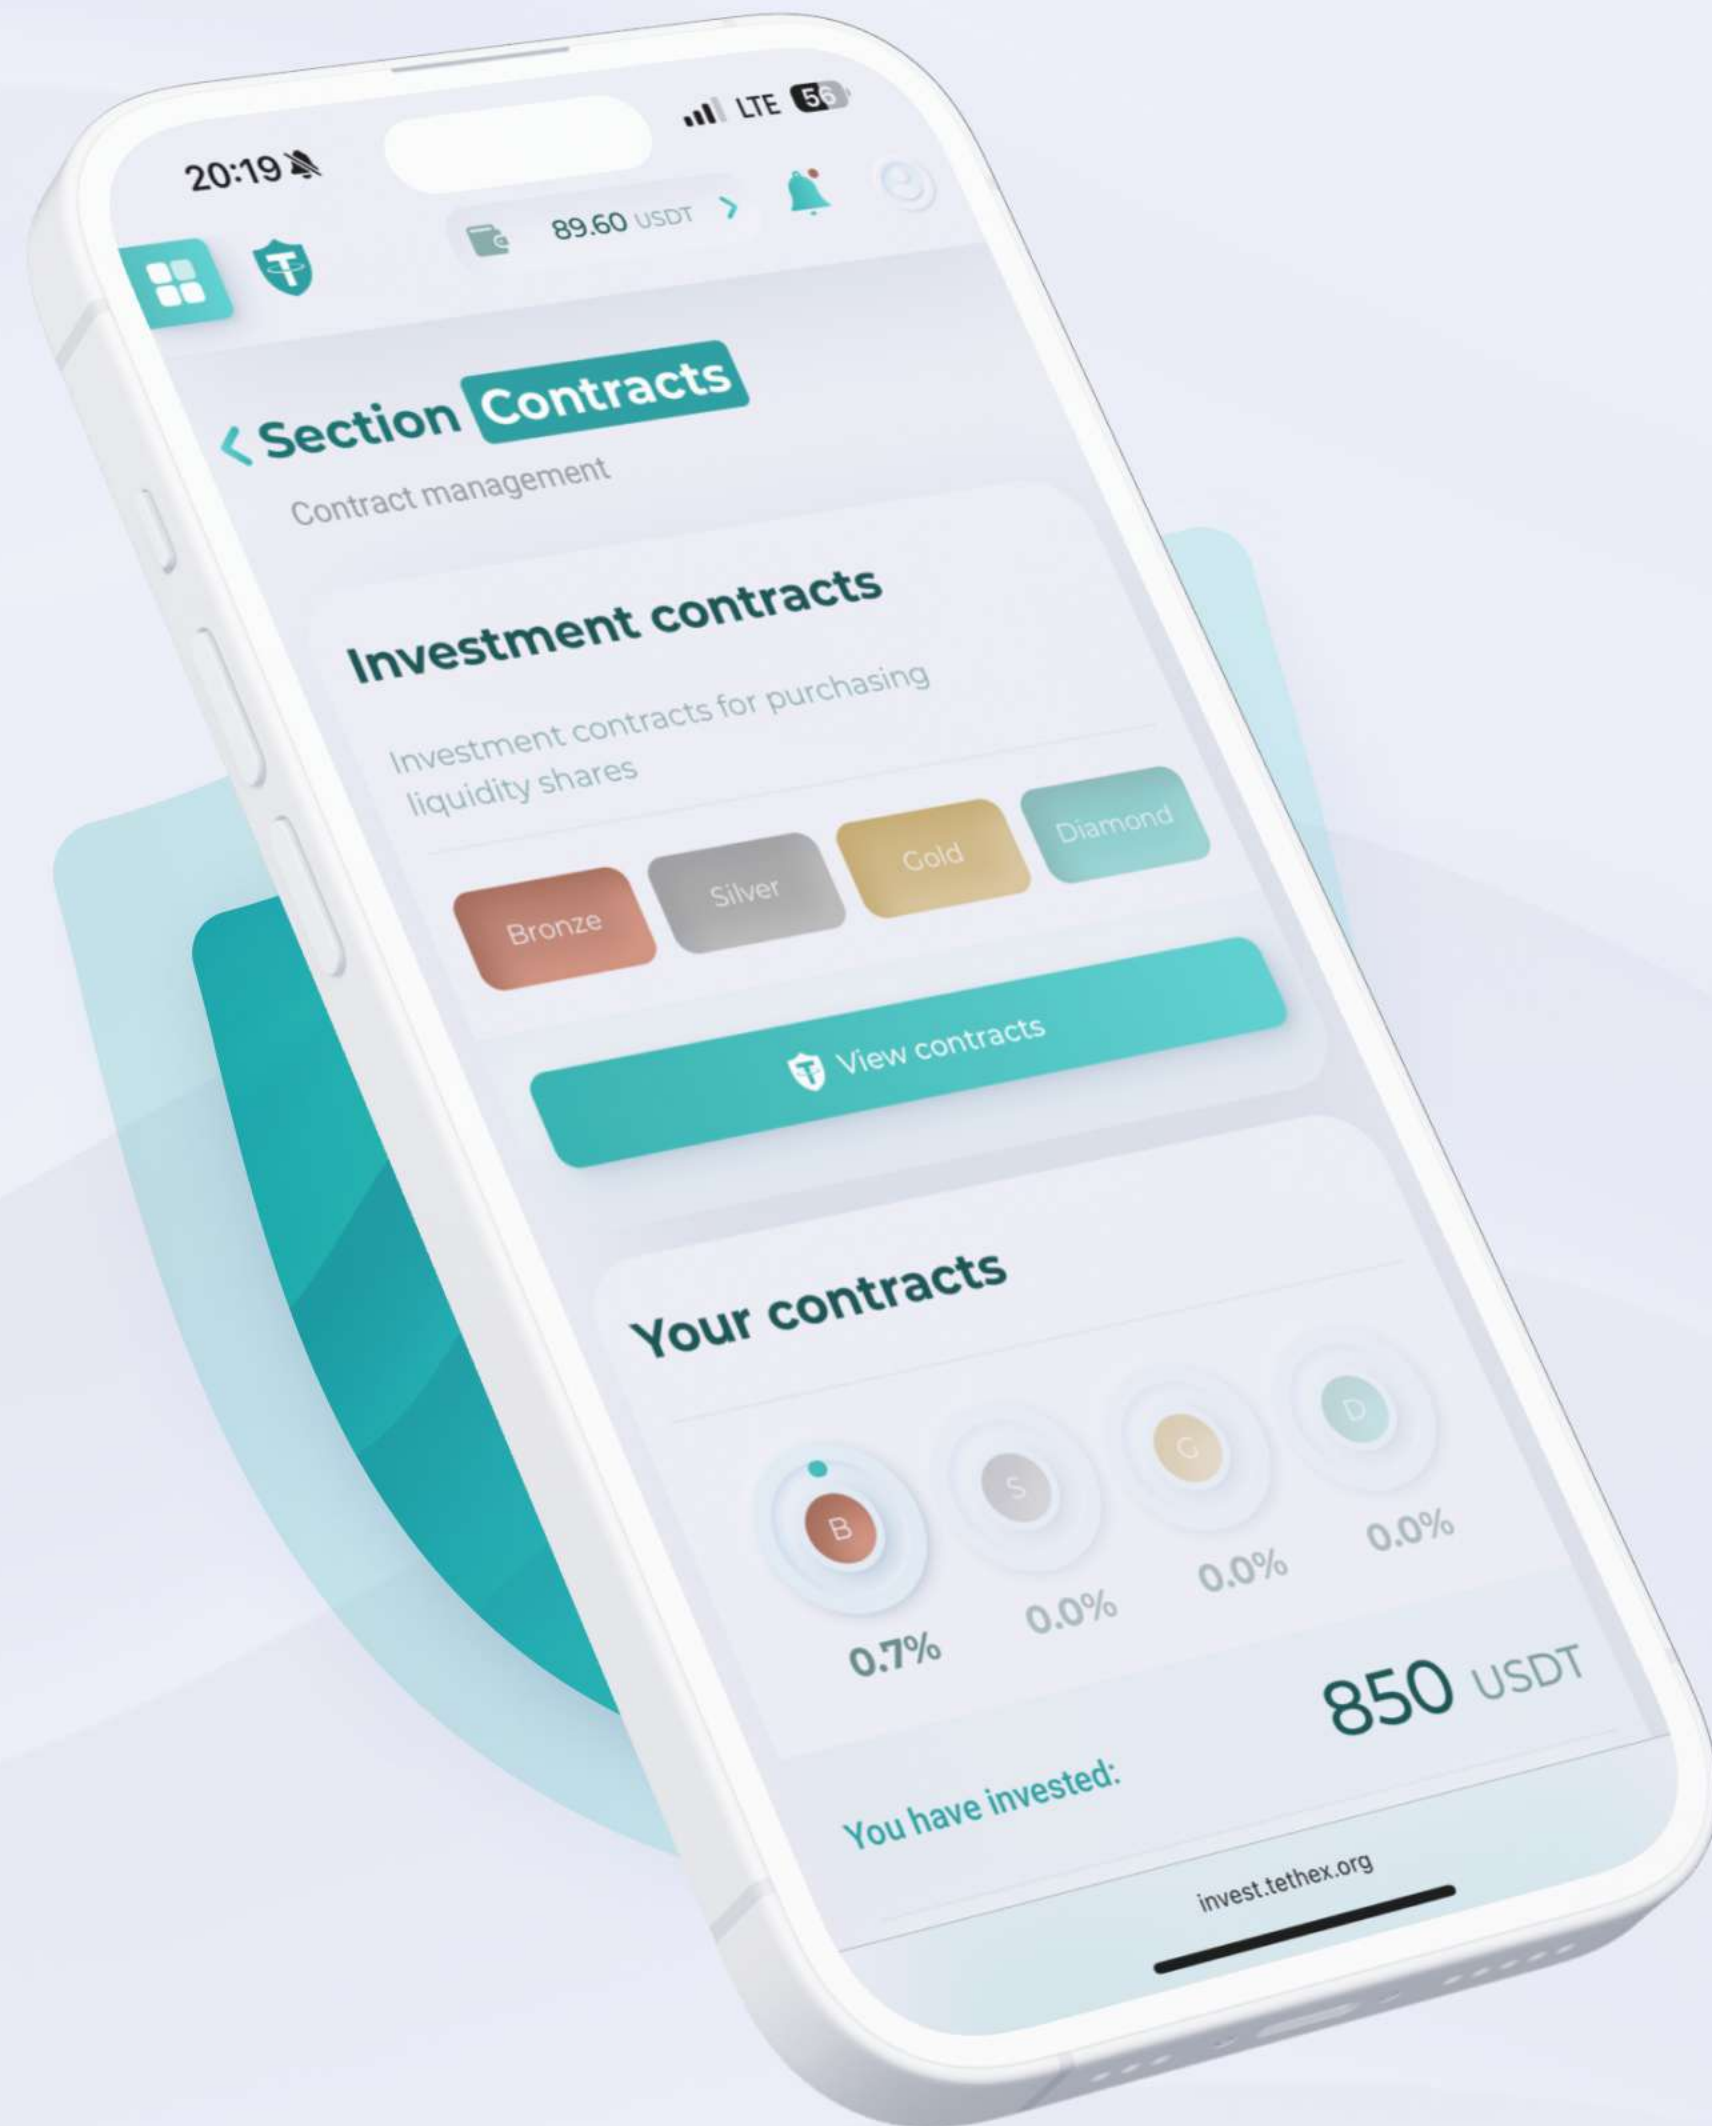 20:19
LTE 56
89.60 USDT
Section Contracts
Contract management
Investment contracts
Investment contracts for purchasing
liquidity shares
Bronze Silver Gold Diamond
View contracts
Your contracts
B S G D
0.7% 0.0% 0.0% 0.0%
You have invested: 850 USDT
invest.tethex.org